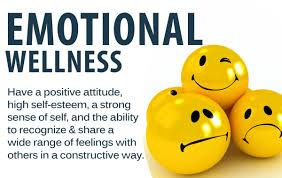 EMOTIONAL
WELLNESS
Have a positive attitude,
high self-esteem, a strong
sense of self, and the ability
to recognize & share a
wide range of feelings with
others in a constructive way.